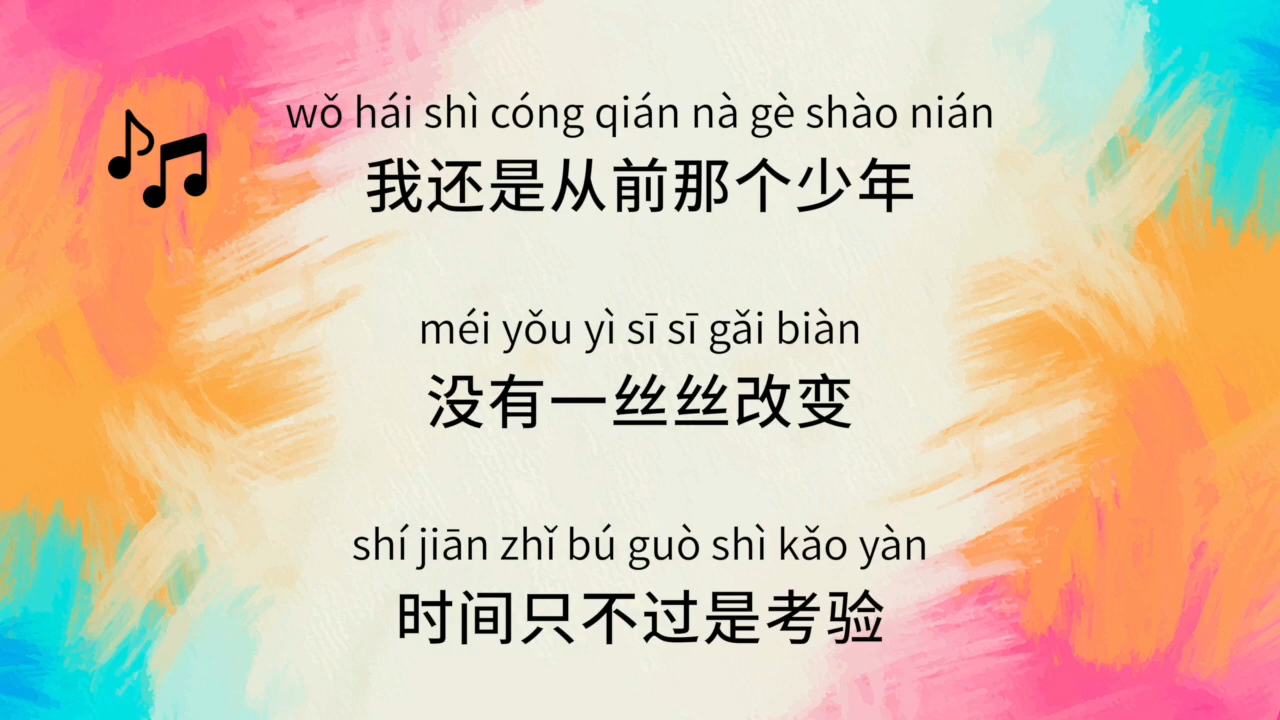 wǒ hái shì cóng qián nà gè shào nián
我还是从前那个少年
méi yǒu yì sī sī gǎi biàn
没有一丝丝改变
shí jiān zhǐ bú guò shì kǎo yàn
时间只不过是考验